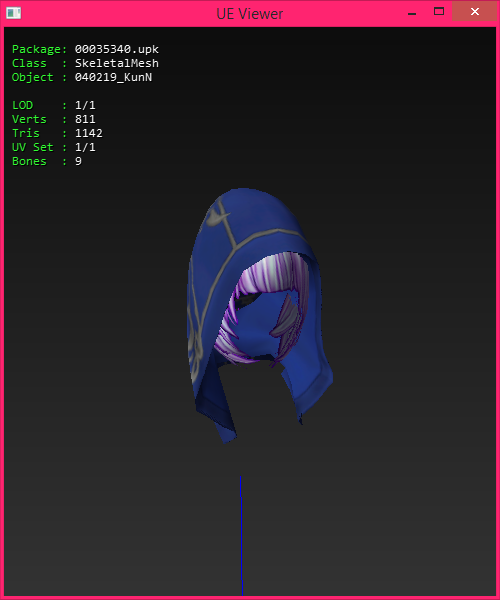 UE Viewer
Package: 00035340.upk
Class : SkeletalMesh
Object : 040219_KunN
LOD : 1/1
Verts : 811
Tris : 1142
UV Set : 1/1
Bones : 9